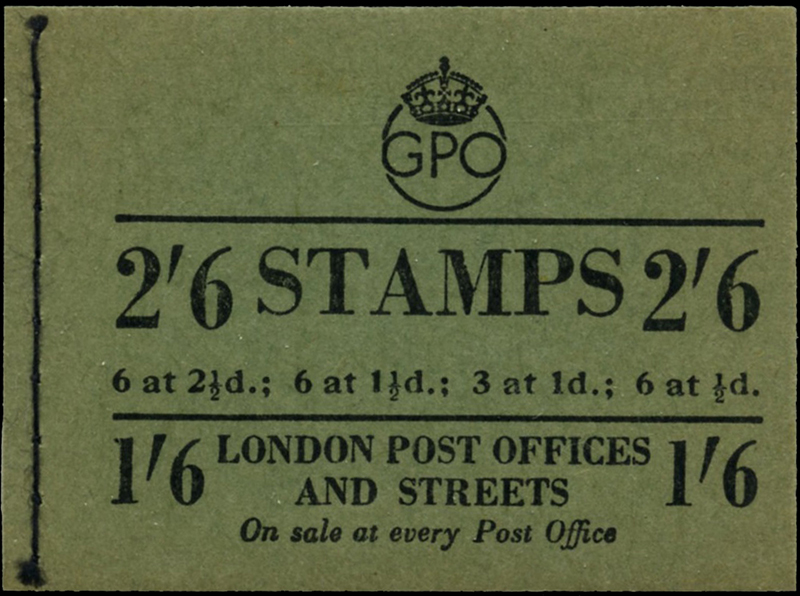 GPO
2'6 STAMPS 2'6
6 at 2½d.; 6 at 1½d.; 3 at 1d.; 6 at ½d.
1'6 LONDON POST OFFICES AND STREETS 1'6
On sale at every Post Office